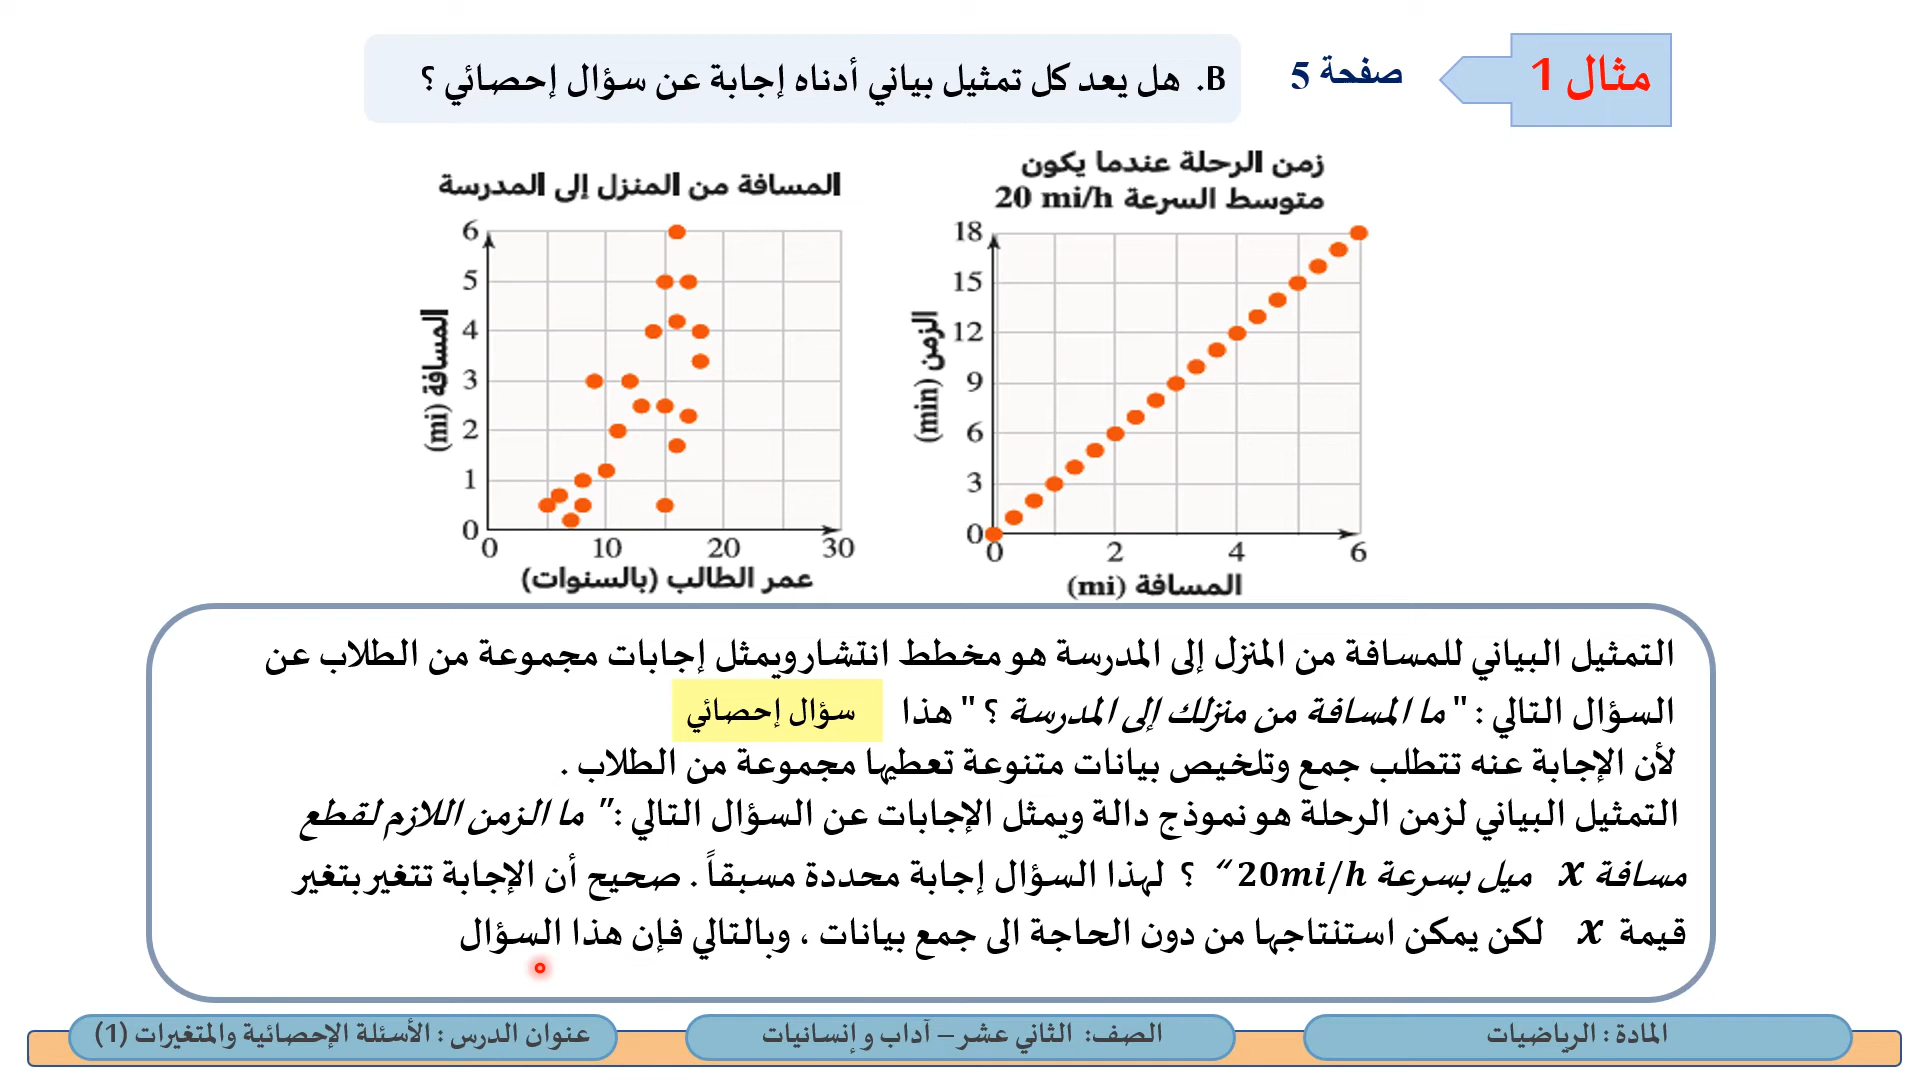 مثال 1
صفحة 5
B. هل يعد كل تمثيل بياني أدناه إجابة عن سؤال إحصائي ؟
زمن الرحلة عندما يكون
متوسط السرعة 20 mi/h
18
15
12
9
6
3
0
الزمن (min)
0 2 4 6
المسافة (mi)
المسافة من المنزل إلى المدرسة
6
5
4
3
2
1
0
المسافة (mi)
0 10 20 30
عمر الطالب (بالسنوات)
التمثيل البياني للمسافة من المنزل إلى المدرسة هو مخطط انتشار ويمثل إجابات مجموعة من الطلاب عن
السؤال التالي : " ما المسافة من منزلك إلى المدرسة ؟ " هذا سؤال إحصائي
لأن الإجابة عنه تتطلب جمع وتلخيص بيانات متنوعة تعطيها مجموعة من الطلاب .
التمثيل البياني لزمن الرحلة هو نموذج دالة ويمثل الإجابات عن السؤال التالي :" ما الزمن اللازم لقطع
مسافة x ميل بسرعة 20mi/h “ ؟ لهذا السؤال إجابة محددة مسبقاً . صحيح أن الإجابة تتغير بتغير
قيمة x لكن يمكن استنتاجها من دون الحاجة الى جمع بيانات ، وبالتالي فإن هذا السؤال
المادة : الرياضيات
الصف: الثاني عشر – آداب و إنسانيات
عنوان الدرس : الأسئلة الإحصائية والمتغيرات (1)